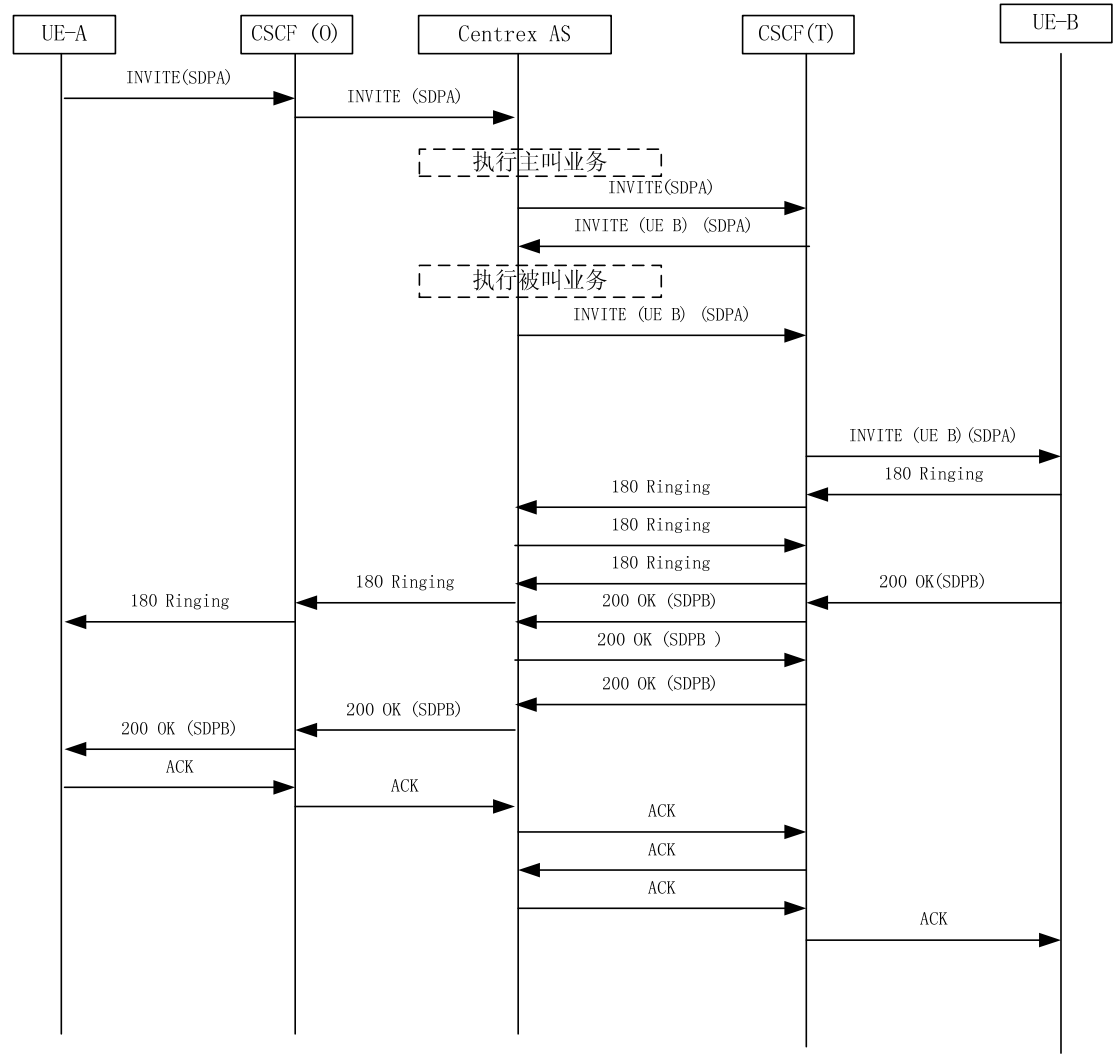 UE-A
CSCF (O)
Centrex AS
CSCF(T)
UE-B
INVITE(SDPA)
INVITE (SDPA)
执行主叫业务
INVITE(SDPA)
INVITE (UE B) (SDPA)
执行被叫业务
INVITE (UE B) (SDPA)
INVITE (UE B)(SDPA)
180 Ringing
180 Ringing
180 Ringing
180 Ringing
180 Ringing
200 OK(SDPB)
180 Ringing
200 OK (SDPB)
200 OK (SDPB )
200 OK (SDPB)
200 OK (SDPB)
200 OK (SDPB)
ACK
ACK
ACK
ACK
ACK
ACK